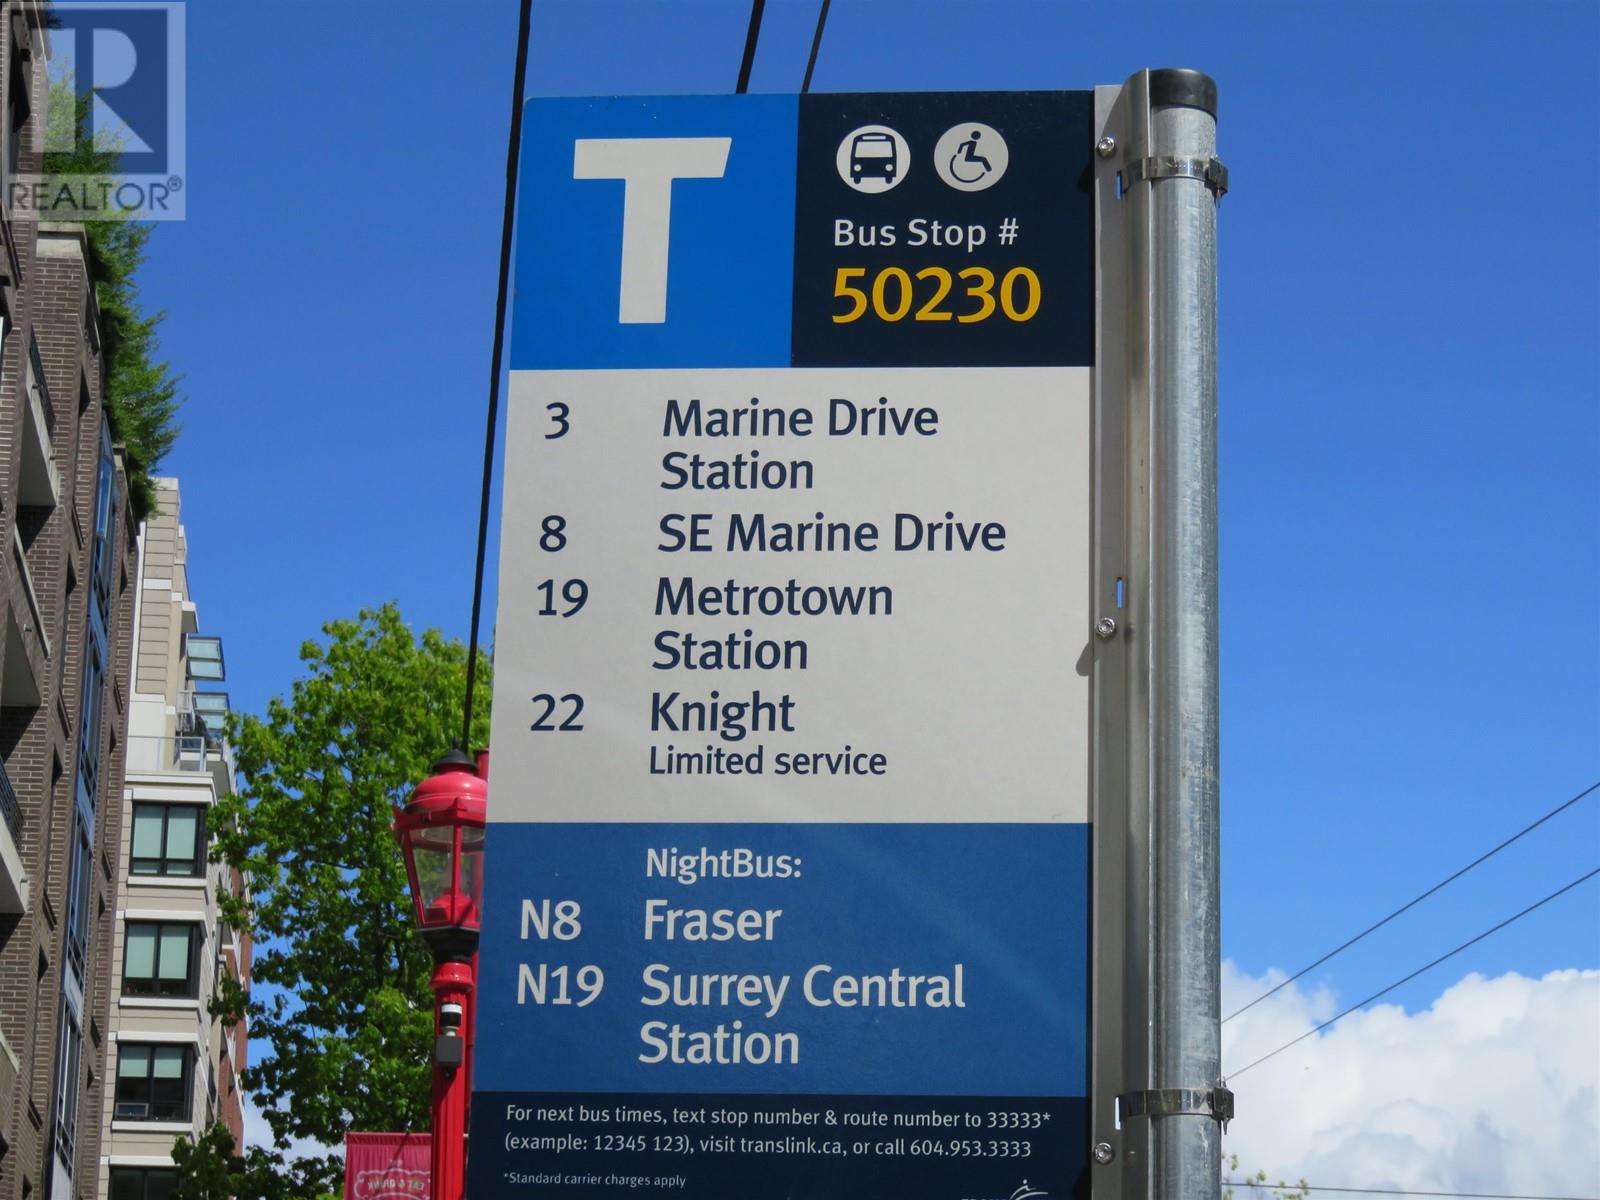 REALTOR®
T
Bus Stop #
50230
3 Marine Drive
Station
8 SE Marine Drive
19 Metrotown
Station
22 Knight
Limited service
NightBus:
N8 Fraser
N19 Surrey Central
Station
For next bus times, text stop number & route number to 33333*
(example: 12345 123), visit translink.ca, or call 604.953.3333
*Standard carrier charges apply